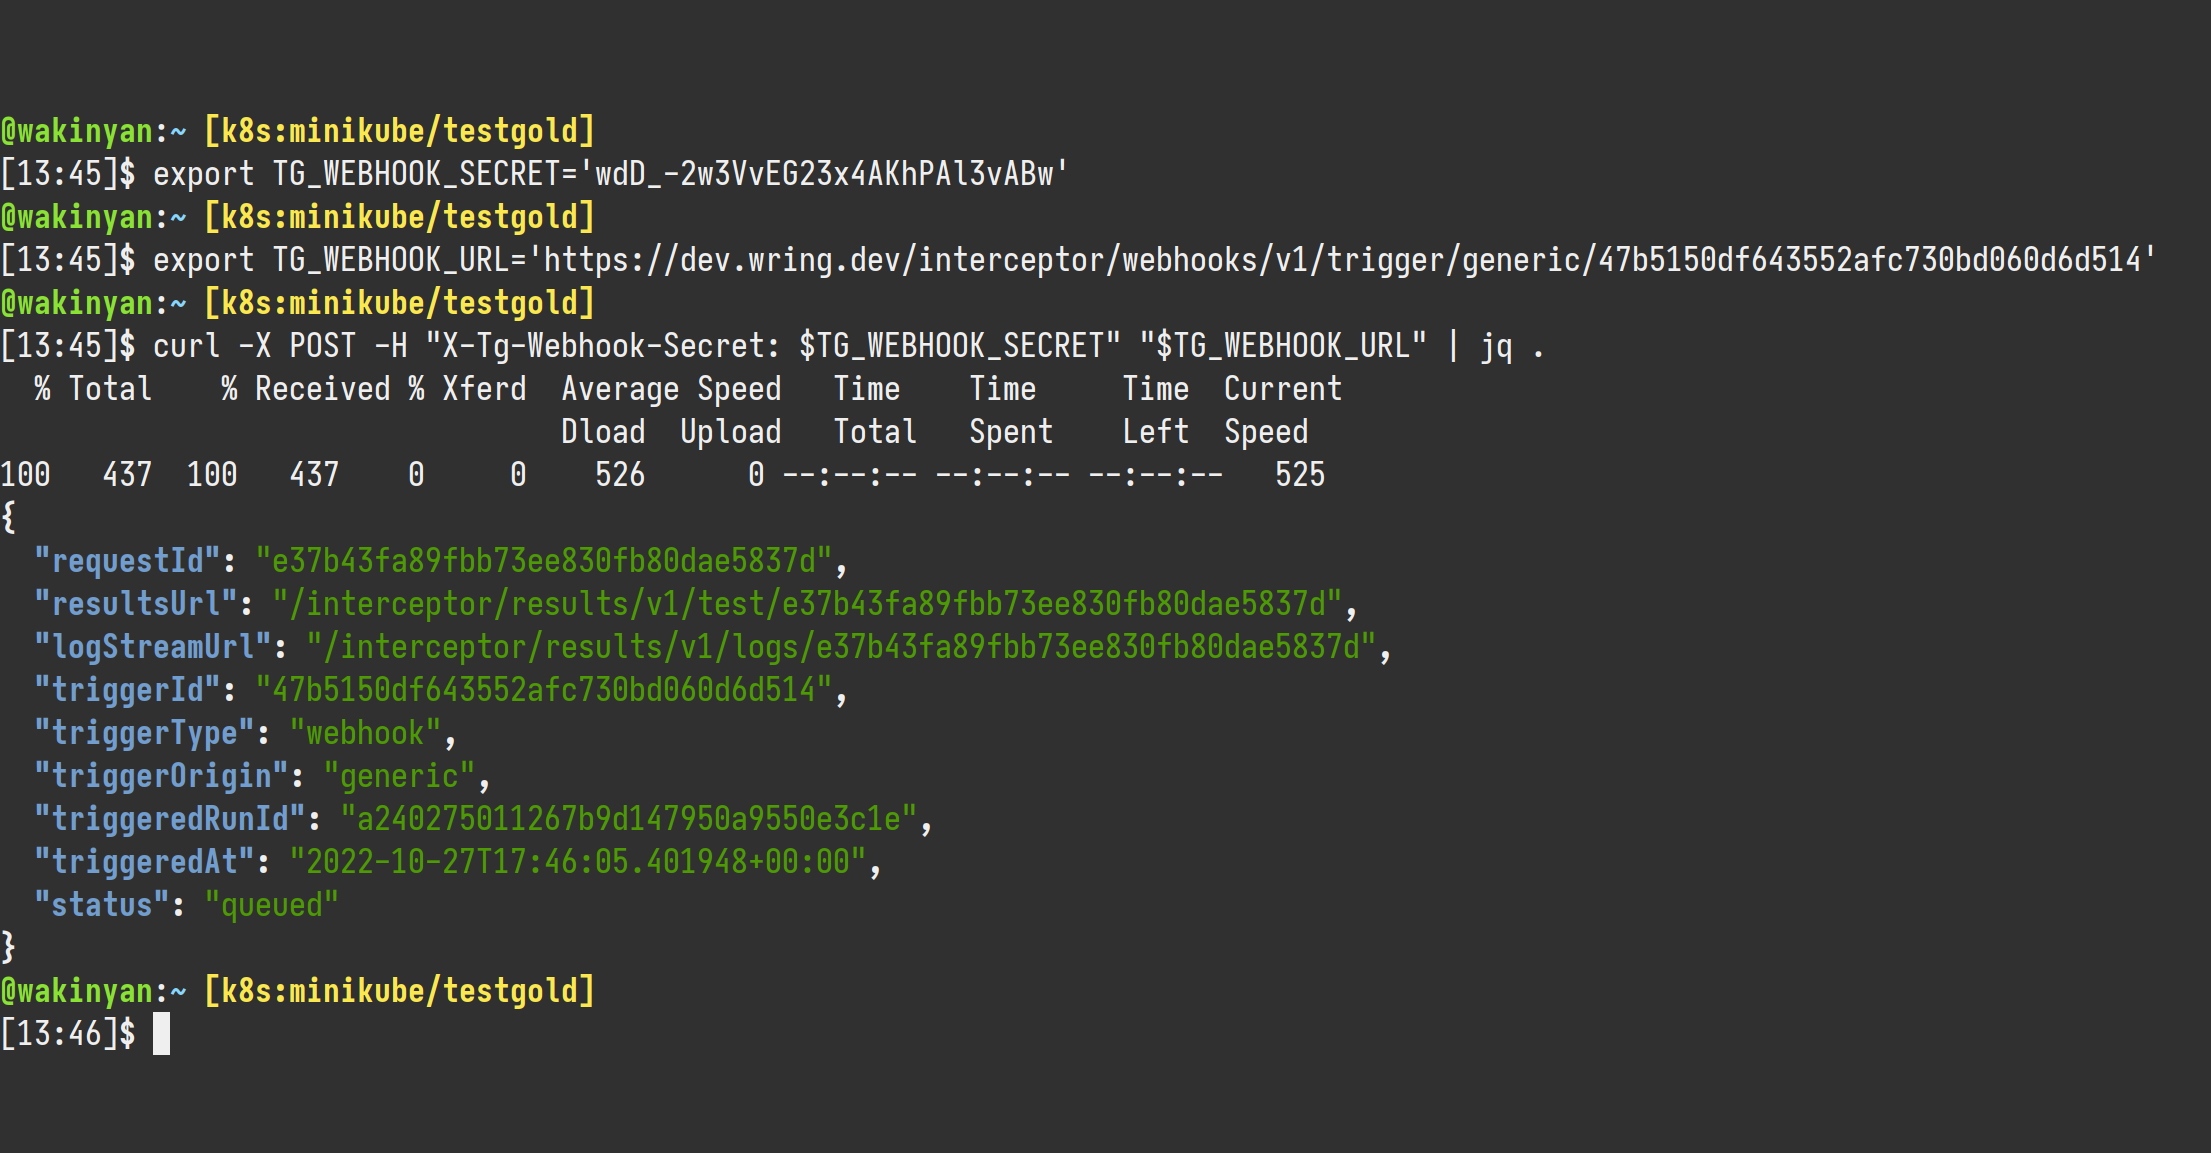 @wakinyan:~ [k8s:minikube/testgold]
[13:45]$ export TG_WEBHOOK_SECRET='wdD_-2w3VvEG23x4AKhPAl3vABw'
@wakinyan:~ [k8s:minikube/testgold]
[13:45]$ export TG_WEBHOOK_URL='https://dev.wring.dev/interceptor/webhooks/v1/trigger/generic/47b5150df643552afc730bd060d6d514'
@wakinyan:~ [k8s:minikube/testgold]
[13:45]$ curl -X POST -H "X-Tg-Webhook-Secret: $TG_WEBHOOK_SECRET" "$TG_WEBHOOK_URL" | jq .
  % Total    % Received % Xferd  Average Speed   Time    Time     Time  Current
                                 Dload  Upload   Total   Spent    Left  Speed
100   437  100   437    0     0    526      0 --:--:-- --:--:-- --:--:--   525
{
  "requestId": "e37b43fa89fbb73ee830fb80dae5837d",
  "resultsUrl": "/interceptor/results/v1/test/e37b43fa89fbb73ee830fb80dae5837d",
  "logStreamUrl": "/interceptor/results/v1/logs/e37b43fa89fbb73ee830fb80dae5837d",
  "triggerId": "47b5150df643552afc730bd060d6d514",
  "triggerType": "webhook",
  "triggerOrigin": "generic",
  "triggeredRunId": "a240275011267b9d147950a9550e3c1e",
  "triggeredAt": "2022-10-27T17:46:05.401948+00:00",
  "status": "queued"
}
@wakinyan:~ [k8s:minikube/testgold]
[13:46]$